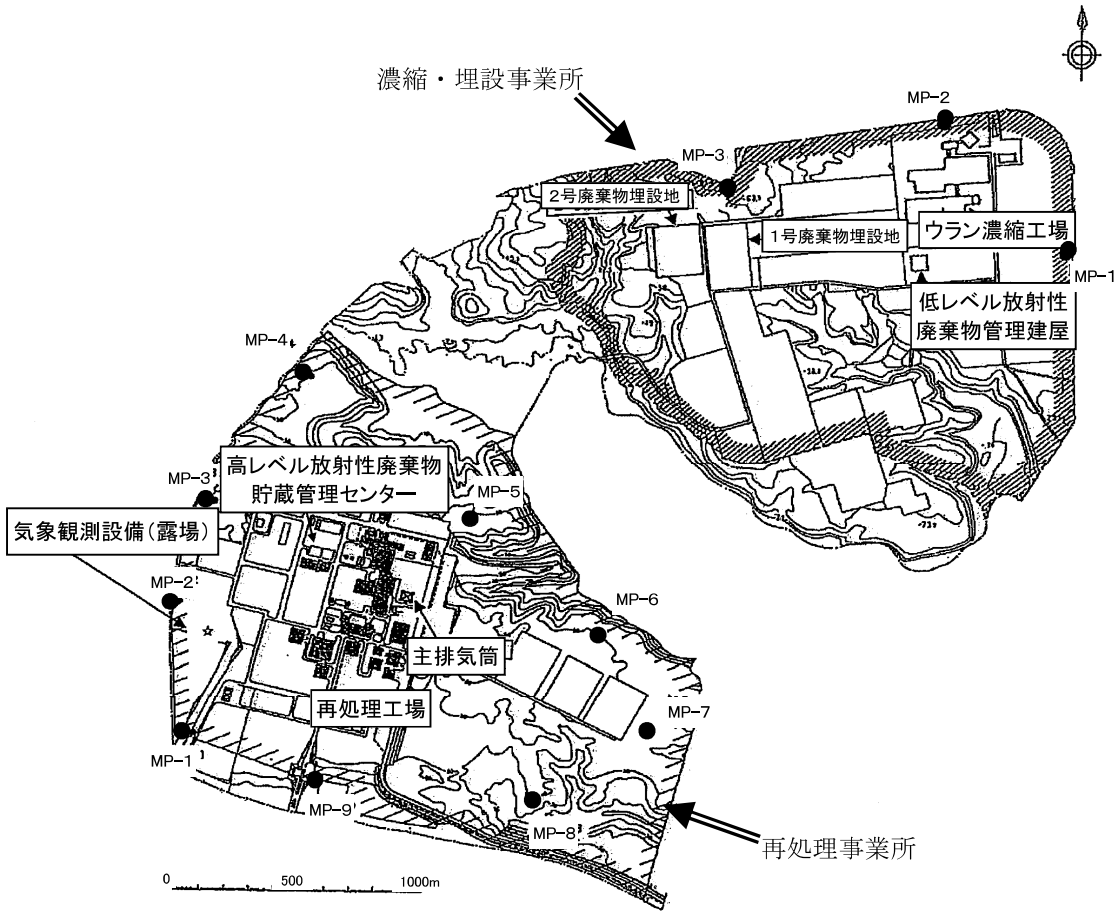 濃縮・埋設事業所
MP-2
MP-3
2号廃棄物埋設地
1号廃棄物埋設地
ウラン濃縮工場
MP-1
低レベル放射性
廃棄物管理建屋
MP-4
高レベル放射性廃棄物
貯蔵管理センター
MP-3
MP-5
気象観測設備(露場)
MP-2
MP-6
主排気筒
再処理工場
MP-7
MP-1
MP-9
MP-8
再処理事業所
0 500 1000m